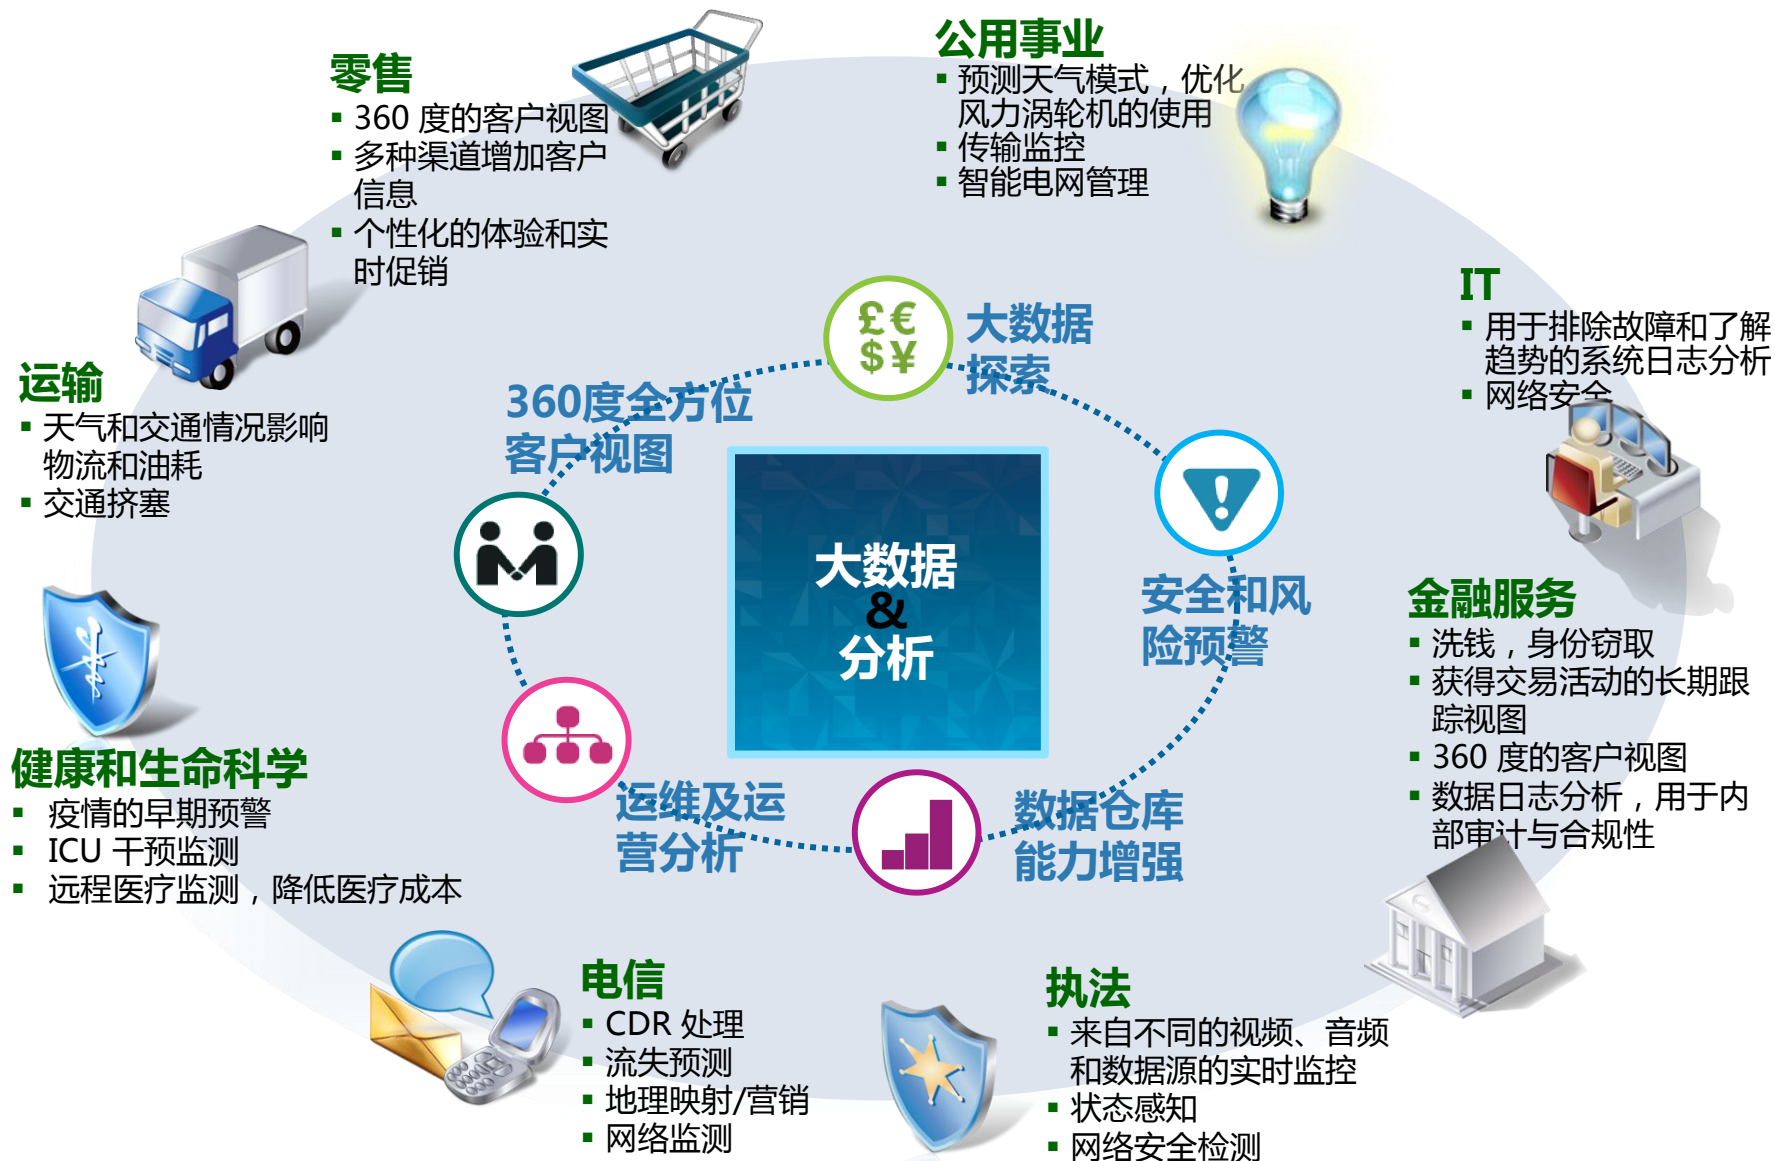 零售
▪ 360 度的客户视图
▪ 多种渠道增加客户
信息
▪ 个性化的体验和实
时促销
公用事业
▪ 预测天气模式，优化
风力涡轮机的使用
▪ 传输监控
▪ 智能电网管理
IT
▪ 用于排除故障和了解
趋势的系统日志分析
▪ 网络安全
运输
▪ 天气和交通情况影响
物流和油耗
▪ 交通挤塞
£€
$¥
大数据
探索
360度全方位
客户视图
大数据
&
分析
安全和风
险预警
金融服务
▪ 洗钱，身份窃取
▪ 获得交易活动的长期跟
踪视图
▪ 360 度的客户视图
▪ 数据日志分析，用于内
部审计与合规性
健康和生命科学
▪ 疫情的早期预警
▪ ICU 干预监测
▪ 远程医疗监测，降低医疗成本
运维及运
营分析
数据仓库
能力增强
电信
▪ CDR 处理
▪ 流失预测
▪ 地理映射/营销
▪ 网络监测
执法
▪ 来自不同的视频、音频
和数据源的实时监控
▪ 状态感知
▪ 网络安全检测